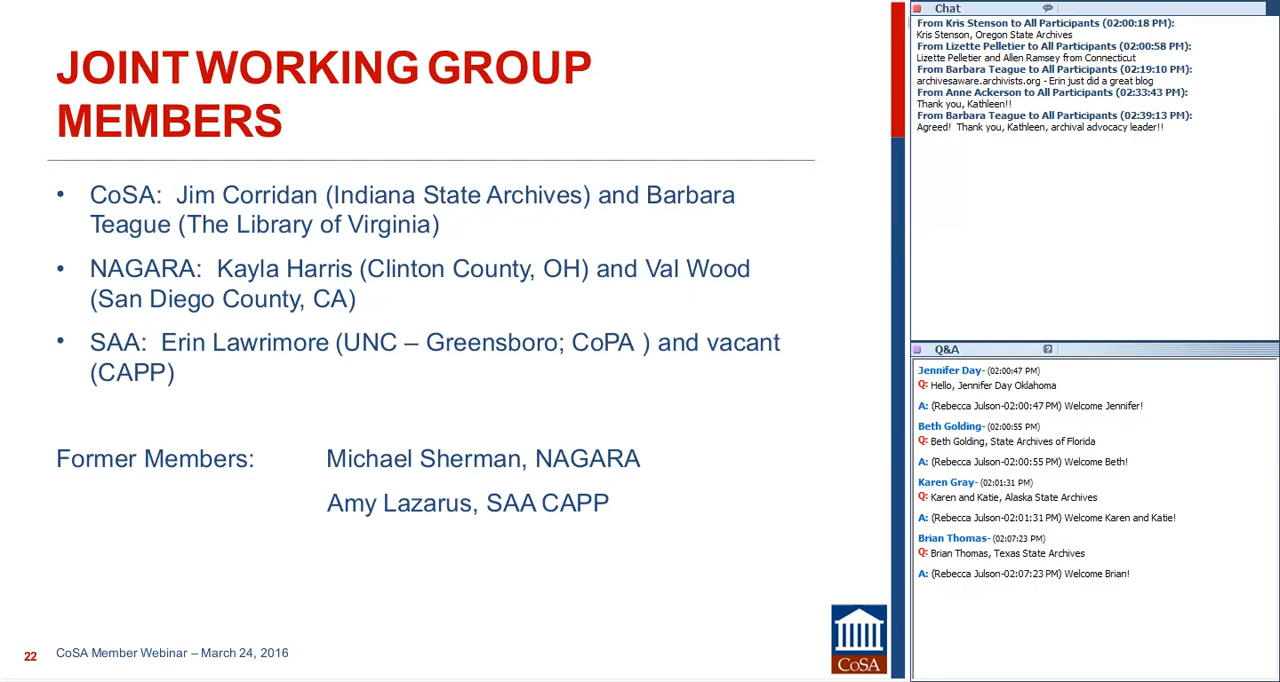 JOINT WORKING GROUP
MEMBERS
• CoSA: Jim Corridan (Indiana State Archives) and Barbara
Teague (The Library of Virginia)
• NAGARA: Kayla Harris (Clinton County, OH) and Val Wood
(San Diego County, CA)
• SAA: Erin Lawrimore (UNC – Greensboro; CoPA ) and vacant
(CAPP)
Former Members: Michael Sherman, NAGARA
Amy Lazarus, SAA CAPP
22 CoSA Member Webinar – March 24, 2016
CoSA
Chat
From Kris Stenson to All Participants (02:00:18 PM):
Kris Stenson, Oregon State Archives
From Lizette Pelletier to All Participants (02:00:58 PM):
Lizette Pelletier and Allen Ramsey from Connecticut
From Barbara Teague to All Participants (02:19:10 PM):
archivesaware.archivists.org - Erin just did a great blog
From Anne Ackerson to All Participants (02:33:43 PM):
Thank you, Kathleen!!
From Barbara Teague to All Participants (02:39:13 PM):
Agreed! Thank you, Kathleen, archival advocacy leader!!
Q&A
Jennifer Day- (02:00:47 PM)
Q: Hello, Jennifer Day Oklahoma
A: (Rebecca Julson-02:00:47 PM) Welcome Jennifer!
Beth Golding- (02:00:55 PM)
Q: Beth Golding, State Archives of Florida
A: (Rebecca Julson-02:00:55 PM) Welcome Beth!
Karen Gray- (02:01:31 PM)
Q: Karen and Katie, Alaska State Archives
A: (Rebecca Julson-02:01:31 PM) Welcome Karen and Katie!
Brian Thomas- (02:07:23 PM)
Q: Brian Thomas, Texas State Archives
A: (Rebecca Julson-02:07:23 PM) Welcome Brian!